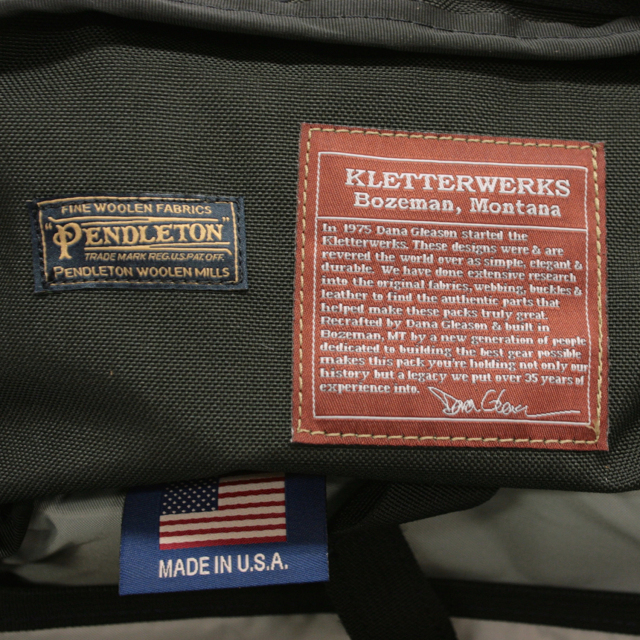 FINE WOOLEN FABRICS
"PENDLETON"
TRADE MARK REG.U.S.PAT.OFF.
PENDLETON WOOLEN MILLS
KLETTERWERKS
Bozeman, Montana
In 1975 Dana Gleason started the
Kletterwerks. These designs were & are
revered the world over as simple, elegant &
durable. We have done extensive research
into the original fabrics, webbing, buckles &
leather to find the authentic parts that
helped make these packs truly great.
Recrafted by Dana Gleason & built in
Bozeman, MT by a new generation of people
dedicated to building the best gear possible
makes this pack you're holding not only our
history but a legacy we put over 35 years of
experience into.
Dana Gleason
MADE IN U.S.A.